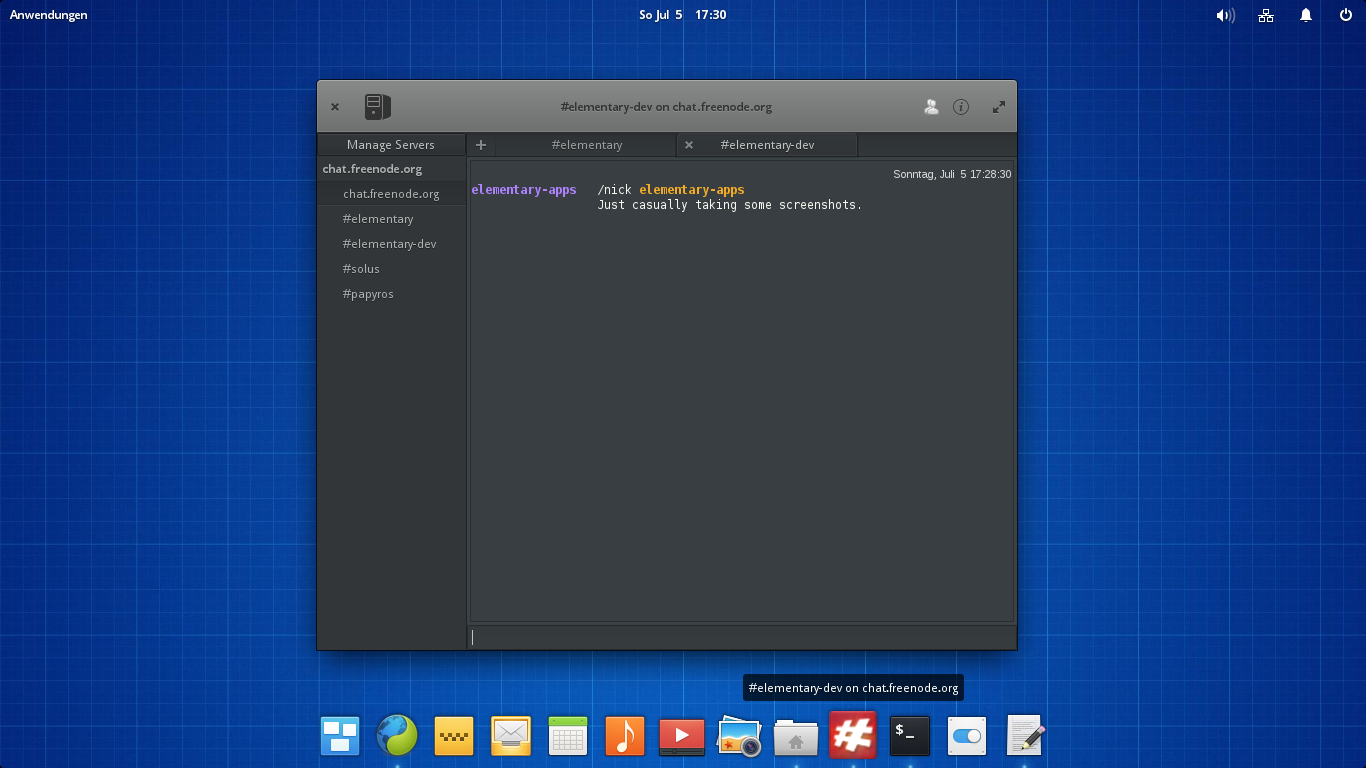 Anwendungen
So Jul 5 17:30
#elementary-dev on chat.freenode.org
Manage Servers
#elementary
#elementary-dev
chat.freenode.org
chat.freenode.org
#elementary
#elementary-dev
#solus
#papyros
Sonntag, Juli 5 17:28:30
elementary-apps /nick elementary-apps
Just casually taking some screenshots.
#elementary-dev on chat.freenode.org
$_